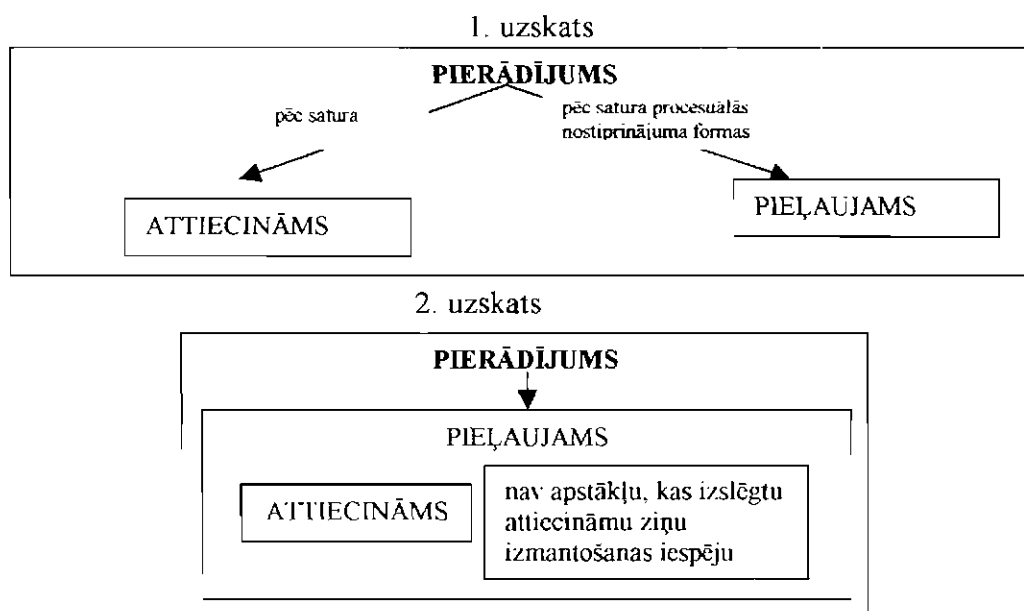 1. uzskats
PIERĀDĪJUMS
pēc satura
pēc satura procesuālās
nostiprinājuma formas
ATTIECINĀMS
PIEĻAUJAMS
2. uzskats
PIERĀDĪJUMS
PIEĻAUJAMS
ATTIECINĀMS
nav apstākļu, kas izslēgtu
attiecināmu ziņu
izmantošanas iespēju